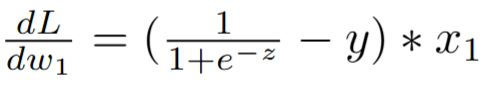 dL/dw₁ = (1/(1+e⁻ᶻ) − y) * x₁